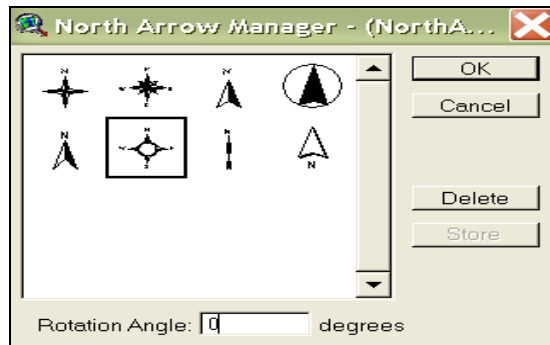 North Arrow Manager - (NorthA...
OK
Cancel
Delete
Store
Rotation Angle: 0 degrees